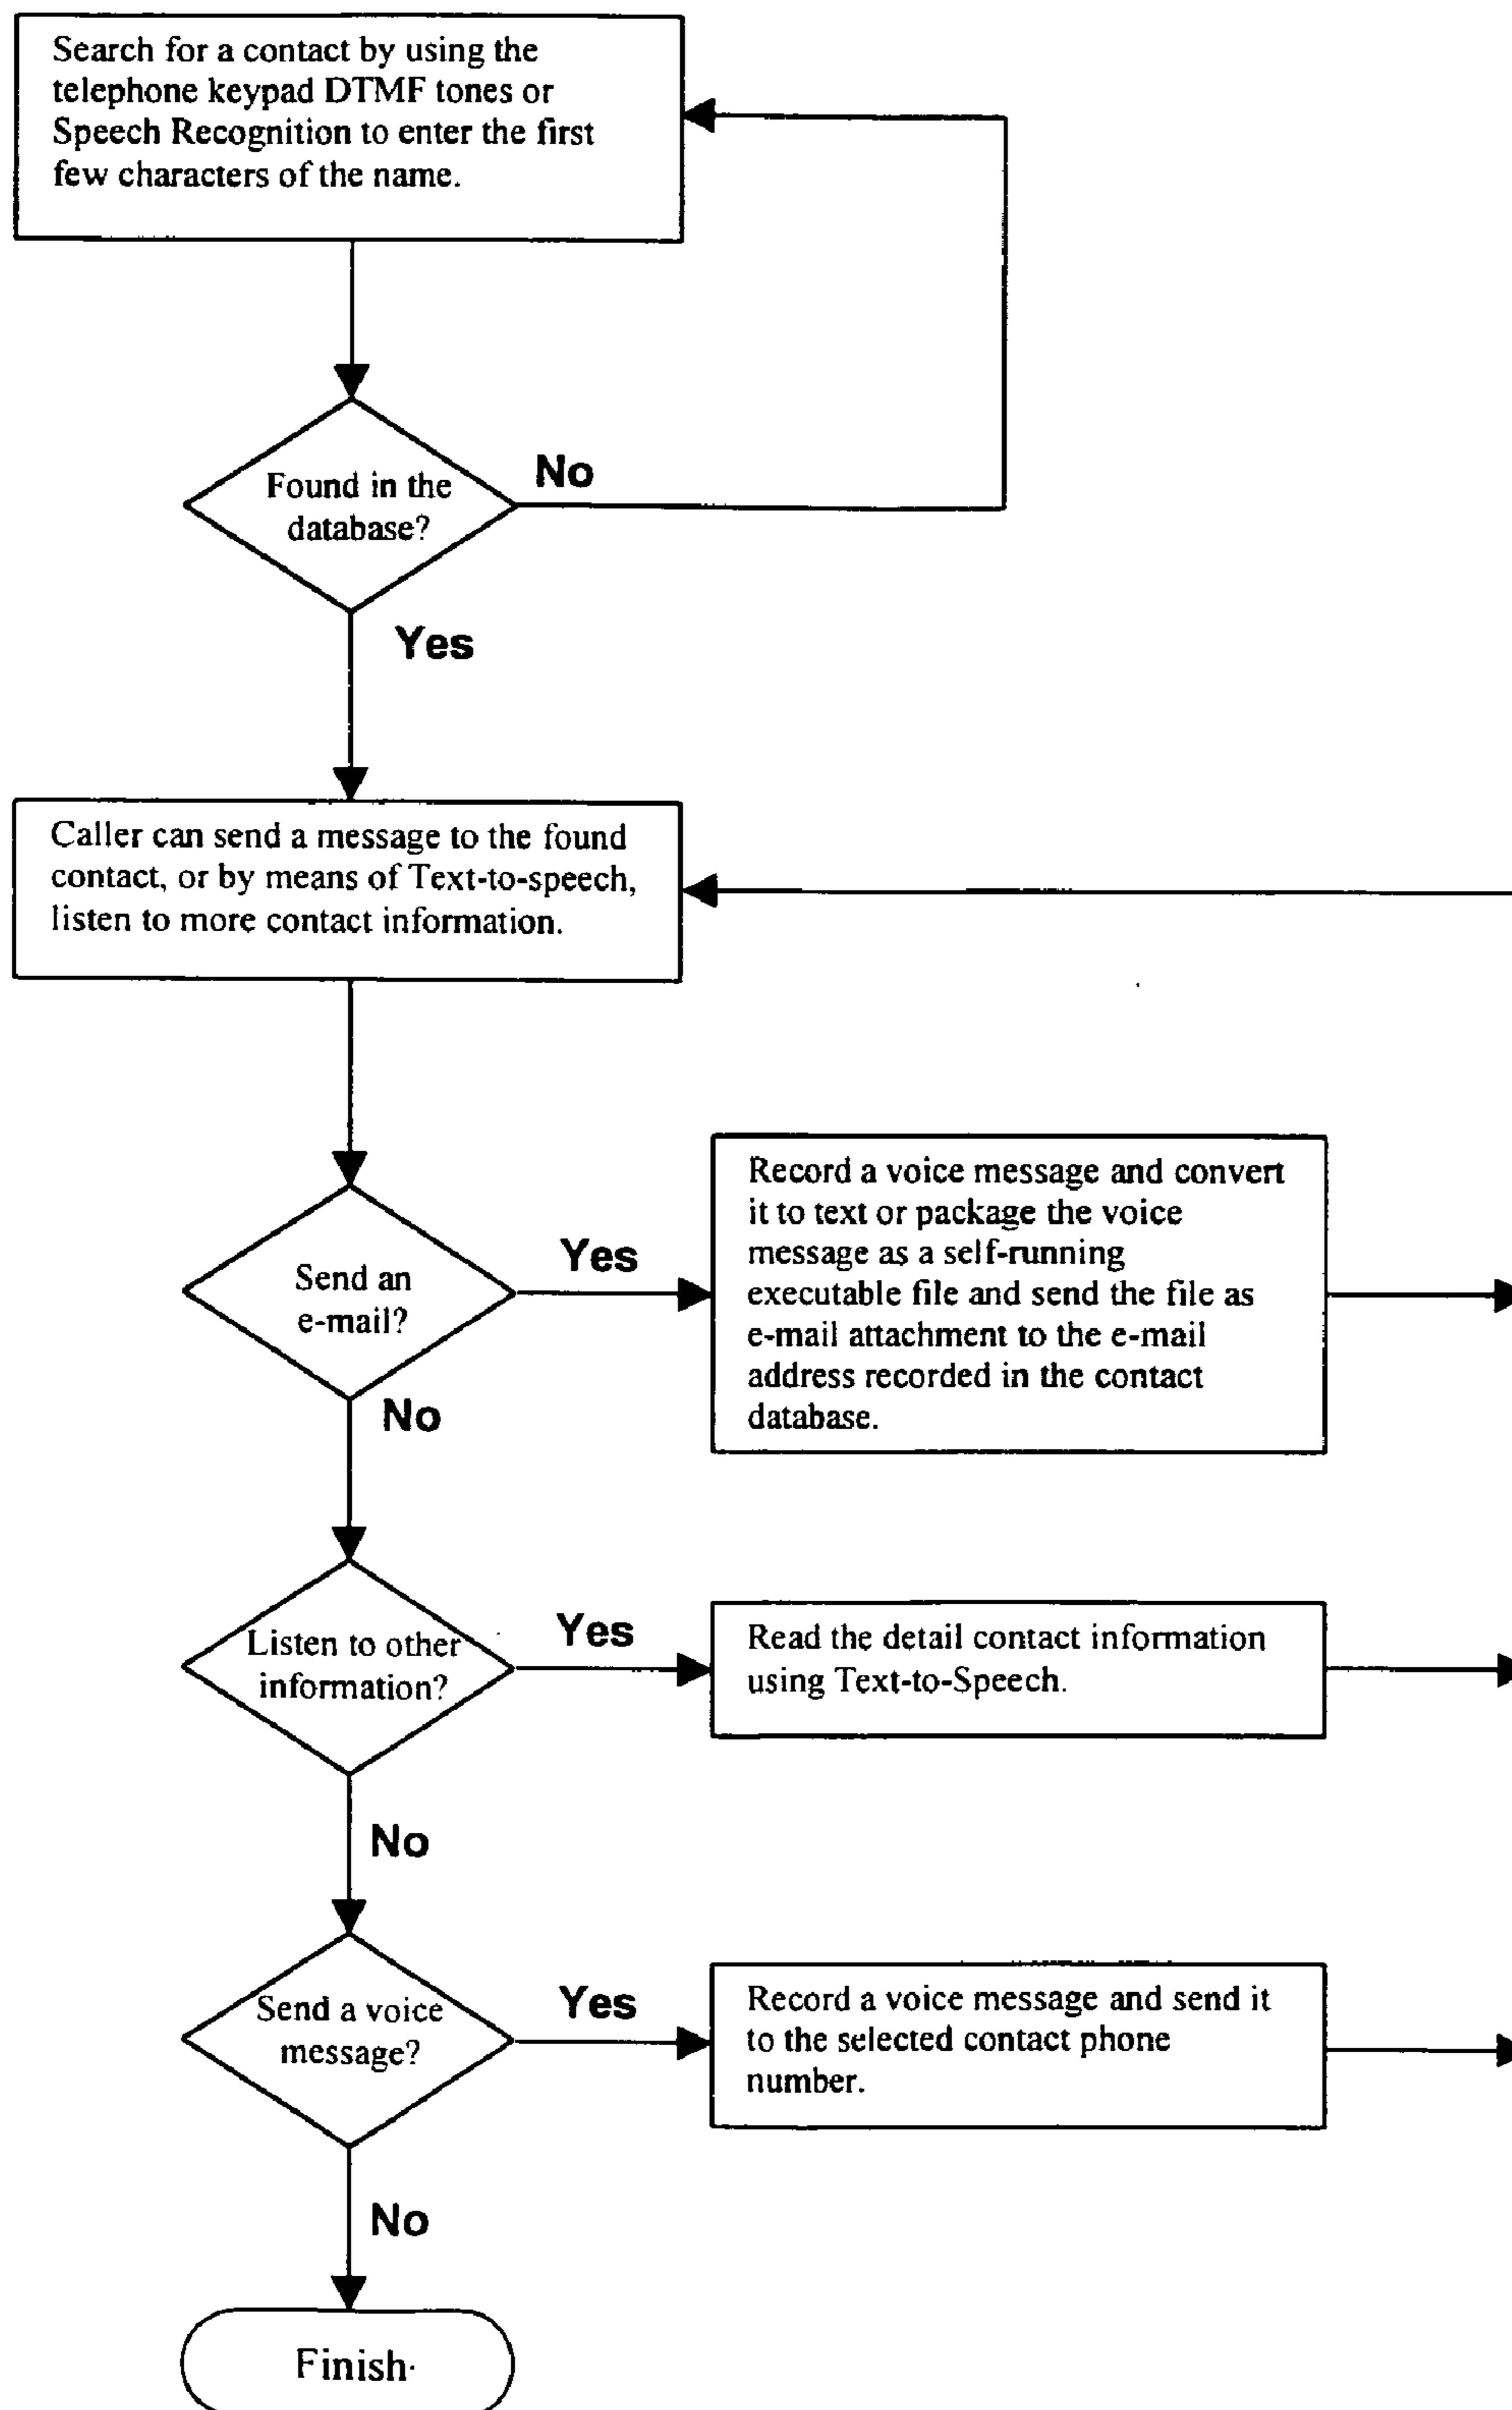 Search for a contact by using the
telephone keypad DTMF tones or
Speech Recognition to enter the first
few characters of the name.
Found in the
database?
No
Yes
Caller can send a message to the found
contact, or by means of Text-to-speech,
listen to more contact information.
Send an
e-mail?
Yes
Record a voice message and convert
it to text or package the voice
message as a self-running
executable file and send the file as
e-mail attachment to the e-mail
address recorded in the contact
database.
No
Listen to other
information?
Yes
Read the detail contact information
using Text-to-Speech.
No
Send a voice
message?
Yes
Record a voice message and send it
to the selected contact phone
number.
No
Finish